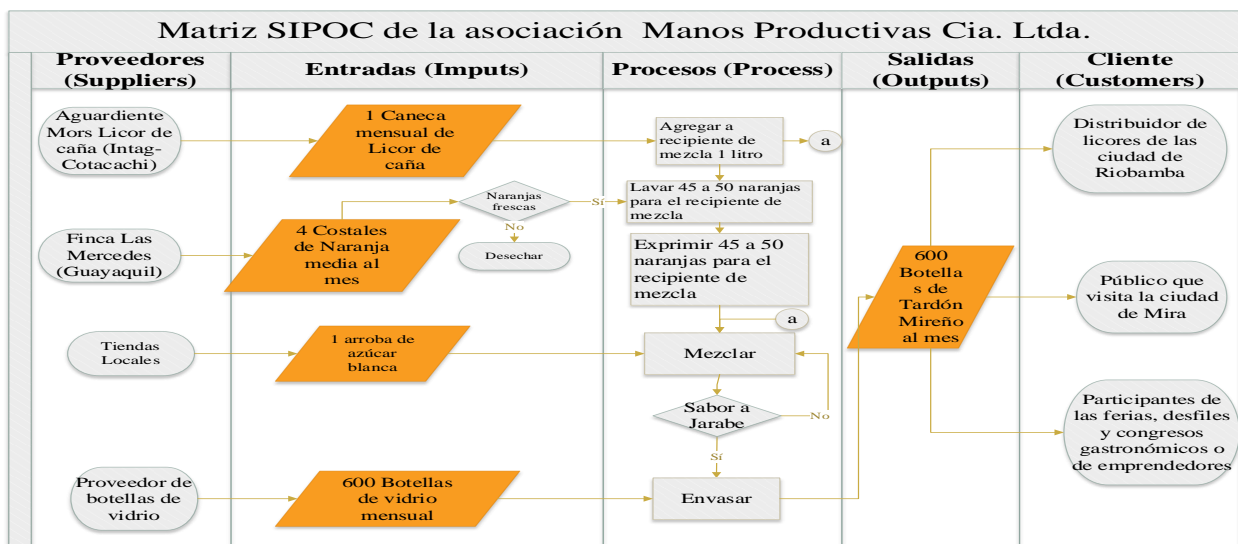 Matriz SIPOC de la asociación Manos Productivas Cia. Ltda.
Proveedores
(Suppliers)
Entradas (Imputs)
Procesos (Process)
Salidas
(Outputs)
Cliente
(Customers)
Aguardiente
Mors Licor de
caña (Intag-
Cotacachi)
1 Caneca
mensual de
Licor de
caña
Agregar a
recipiente de
mezcla 1 litro
a
Distribuidor de
licores de las
ciudad de
Riobamba
Naranjas
frescas
Sí
No
Desechar
Lavar 45 a 50 naranjas
para el recipiente de
mezcla
Finca Las
Mercedes
(Guayaquil)
4 Costales
de Naranja
media al
mes
Exprimir 45 a 50
naranjas para el
recipiente de
mezcla
a
600
Botella
s de
Tardón
Mireño
al mes
Público que
visita la ciudad
de Mira
Tiendas
Locales
1 arroba de
azúcar
blanca
Mezclar
Sabor a
Jarabe
No
Sí
Participantes de
las ferias, desfiles
y congresos
gastronómicos o
de emprendedores
Proveedor de
botellas de
vidrio
600 Botellas
de vidrio
mensual
Envasar